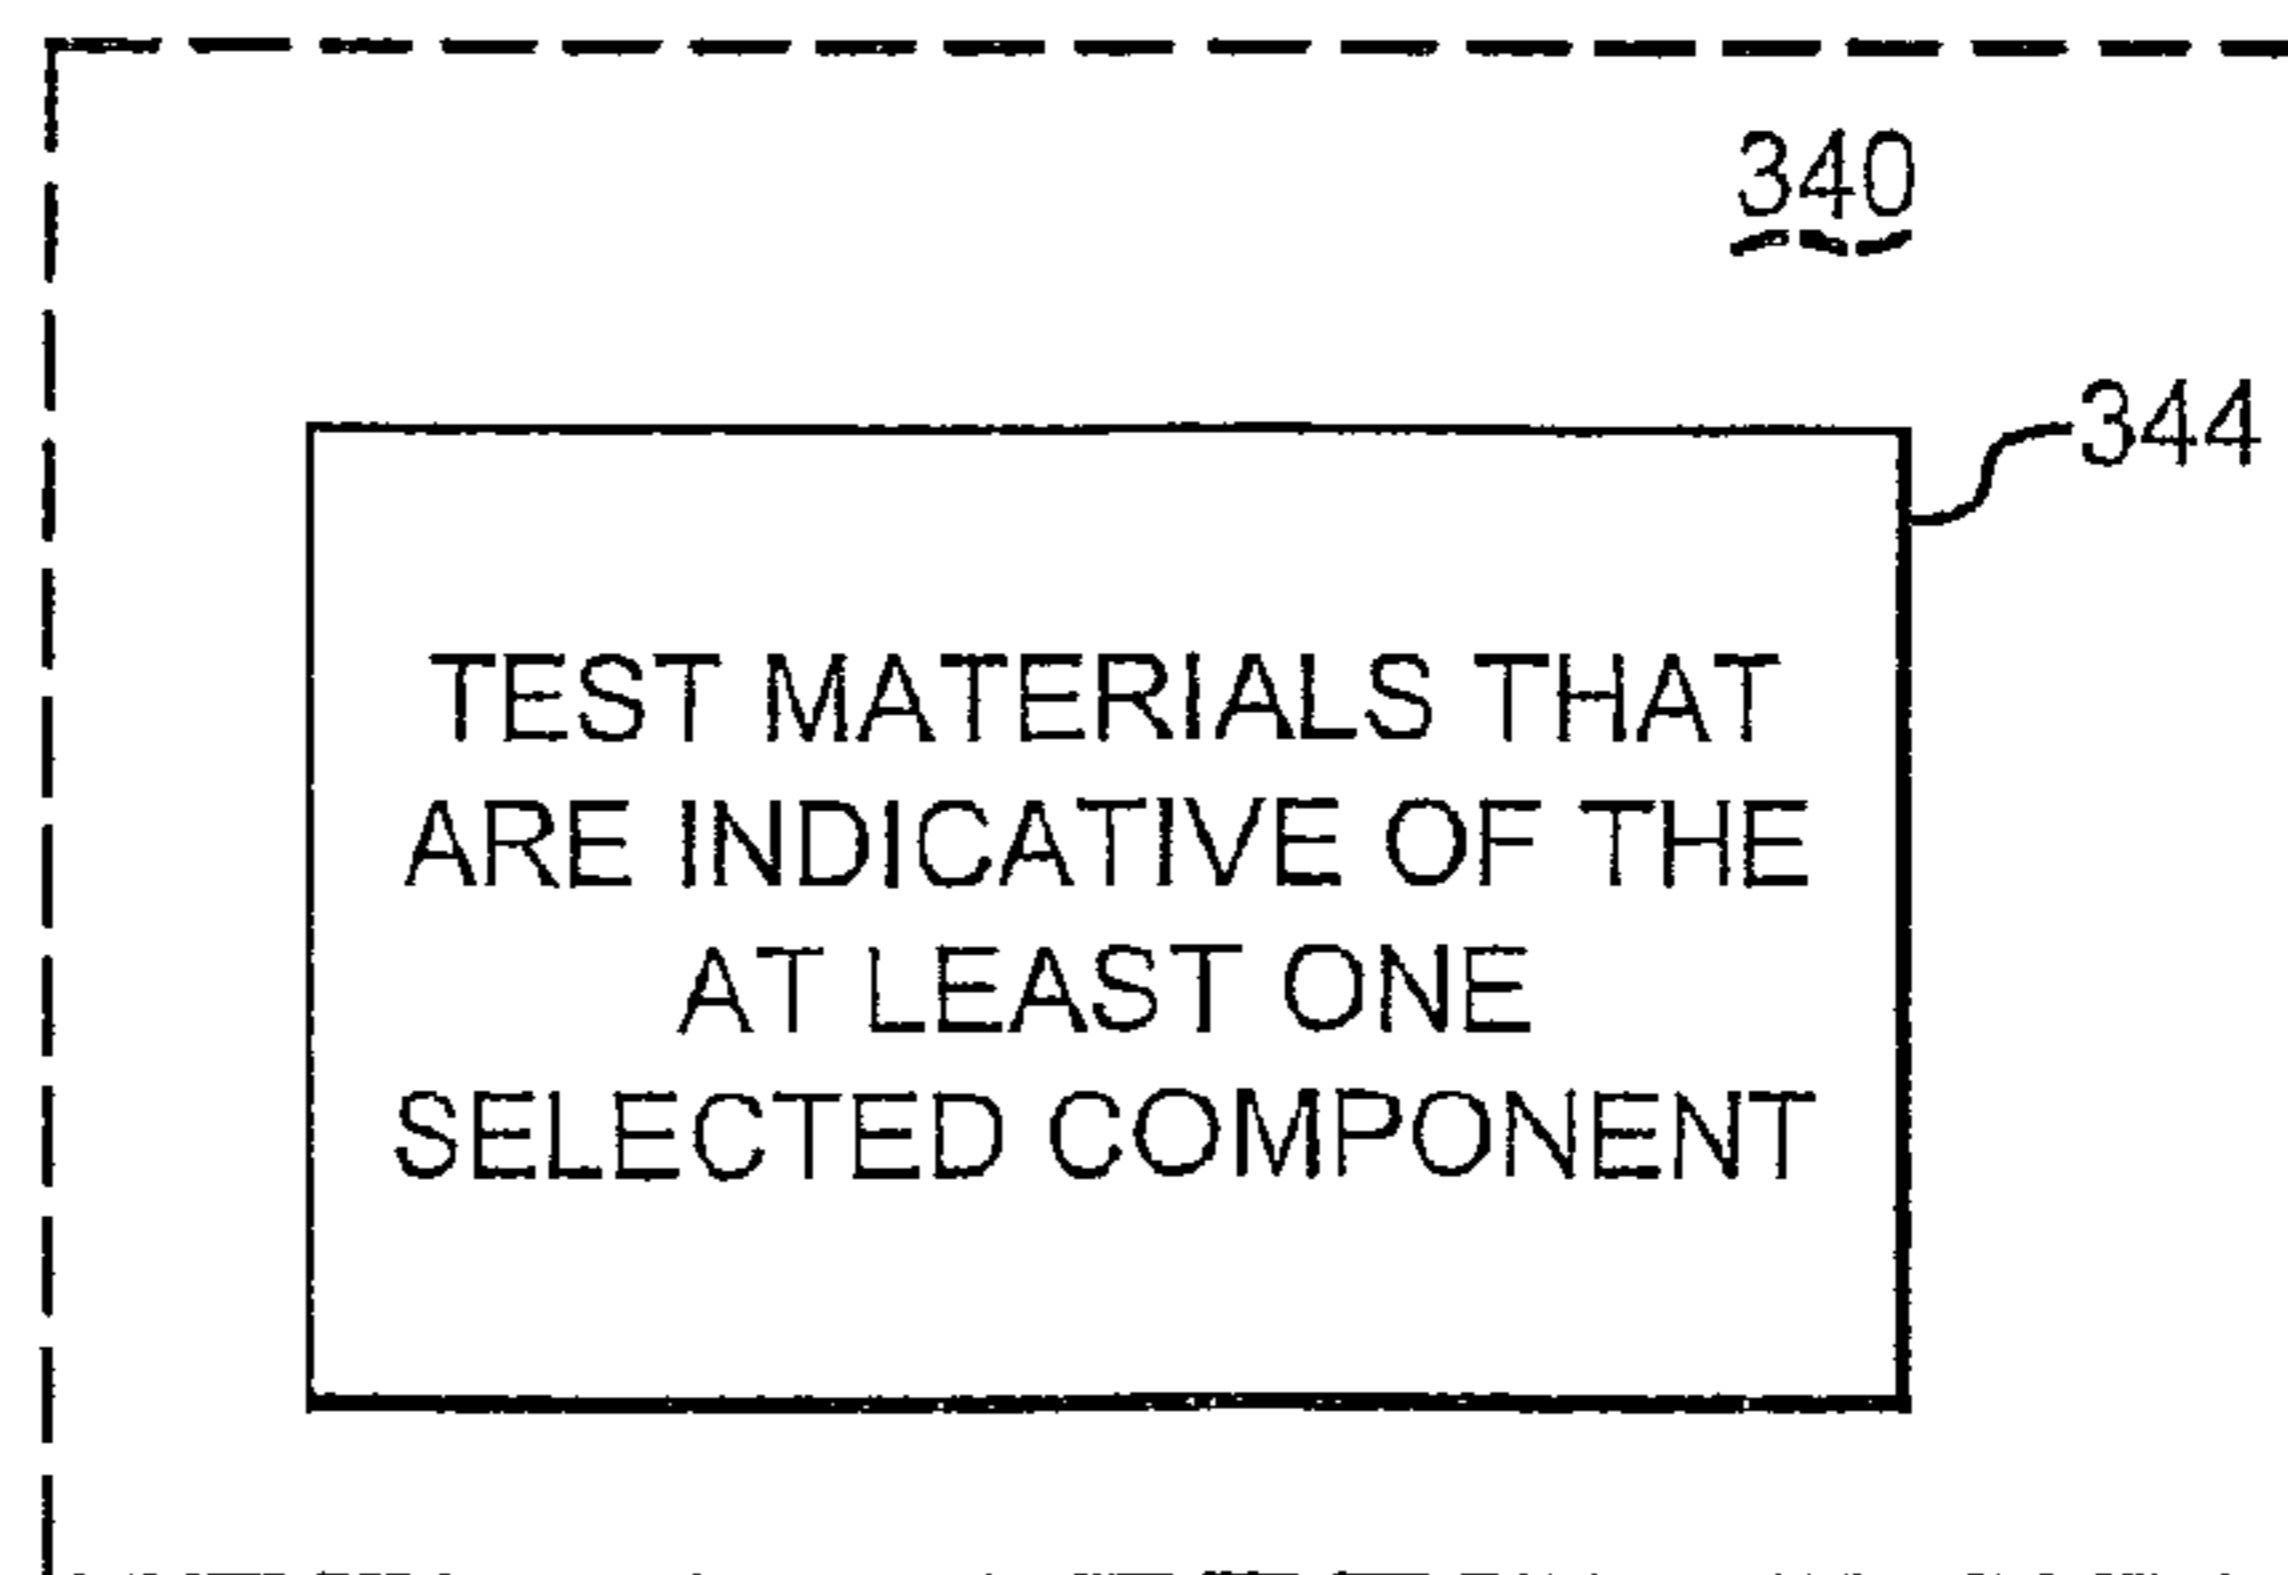 340
344
TEST MATERIALS THAT
ARE INDICATIVE OF THE
AT LEAST ONE
SELECTED COMPONENT